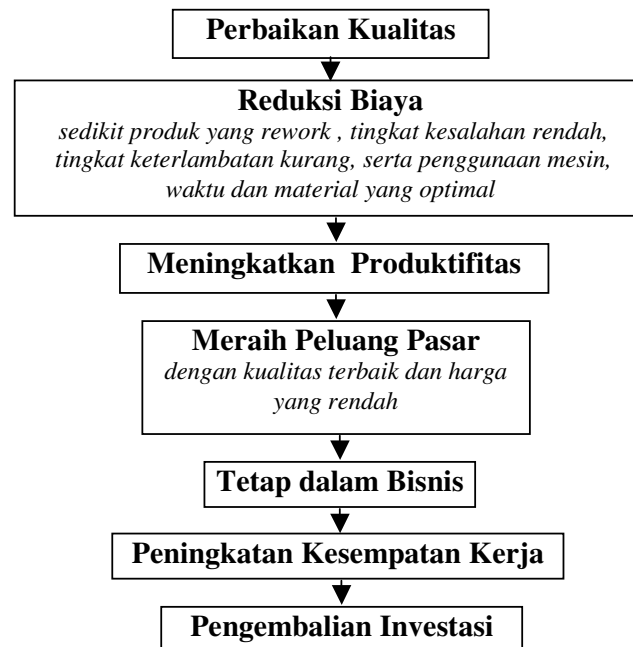 Perbaikan Kualitas
Reduksi Biaya
sedikit produk yang rework , tingkat kesalahan rendah,
tingkat keterlambatan kurang, serta penggunaan mesin,
waktu dan material yang optimal
Meningkatkan Produktifitas
Meraih Peluang Pasar
dengan kualitas terbaik dan harga
yang rendah
Tetap dalam Bisnis
Peningkatan Kesempatan Kerja
Pengembalian Investasi